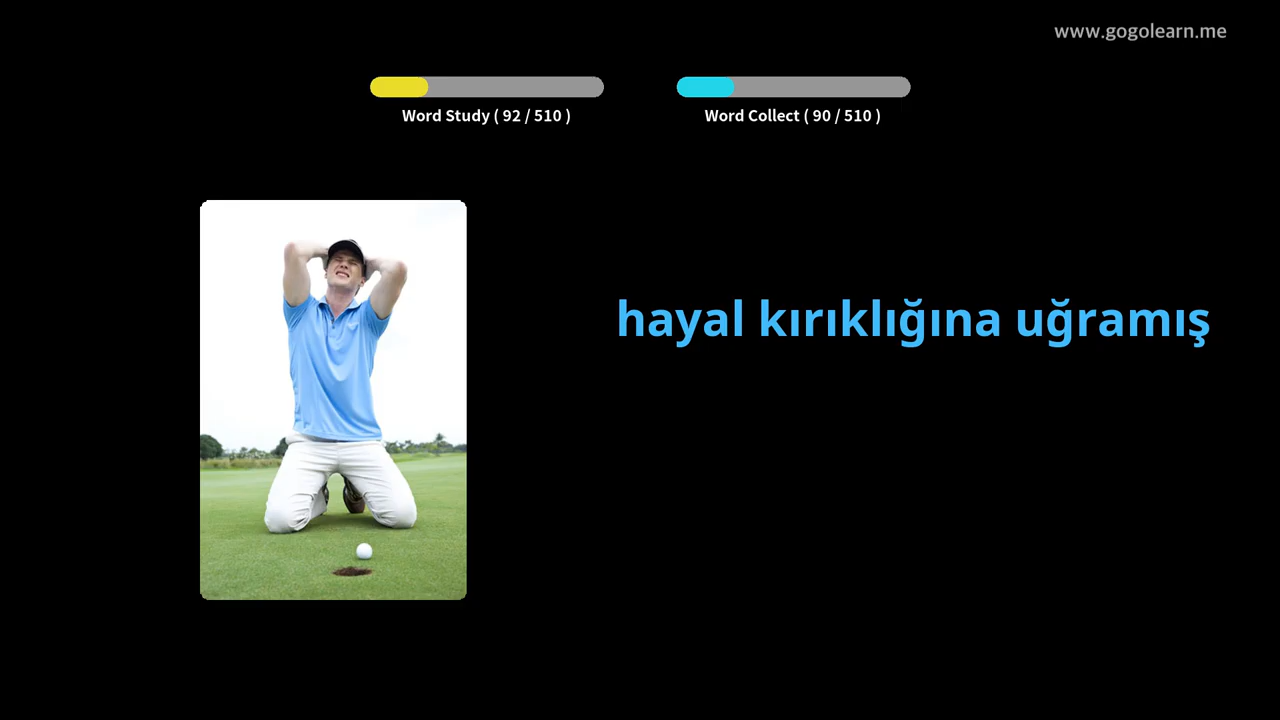 www.gogolearn.me
Word Study ( 92 / 510 )
Word Collect ( 90 / 510 )
hayal kırıklığına uğramış